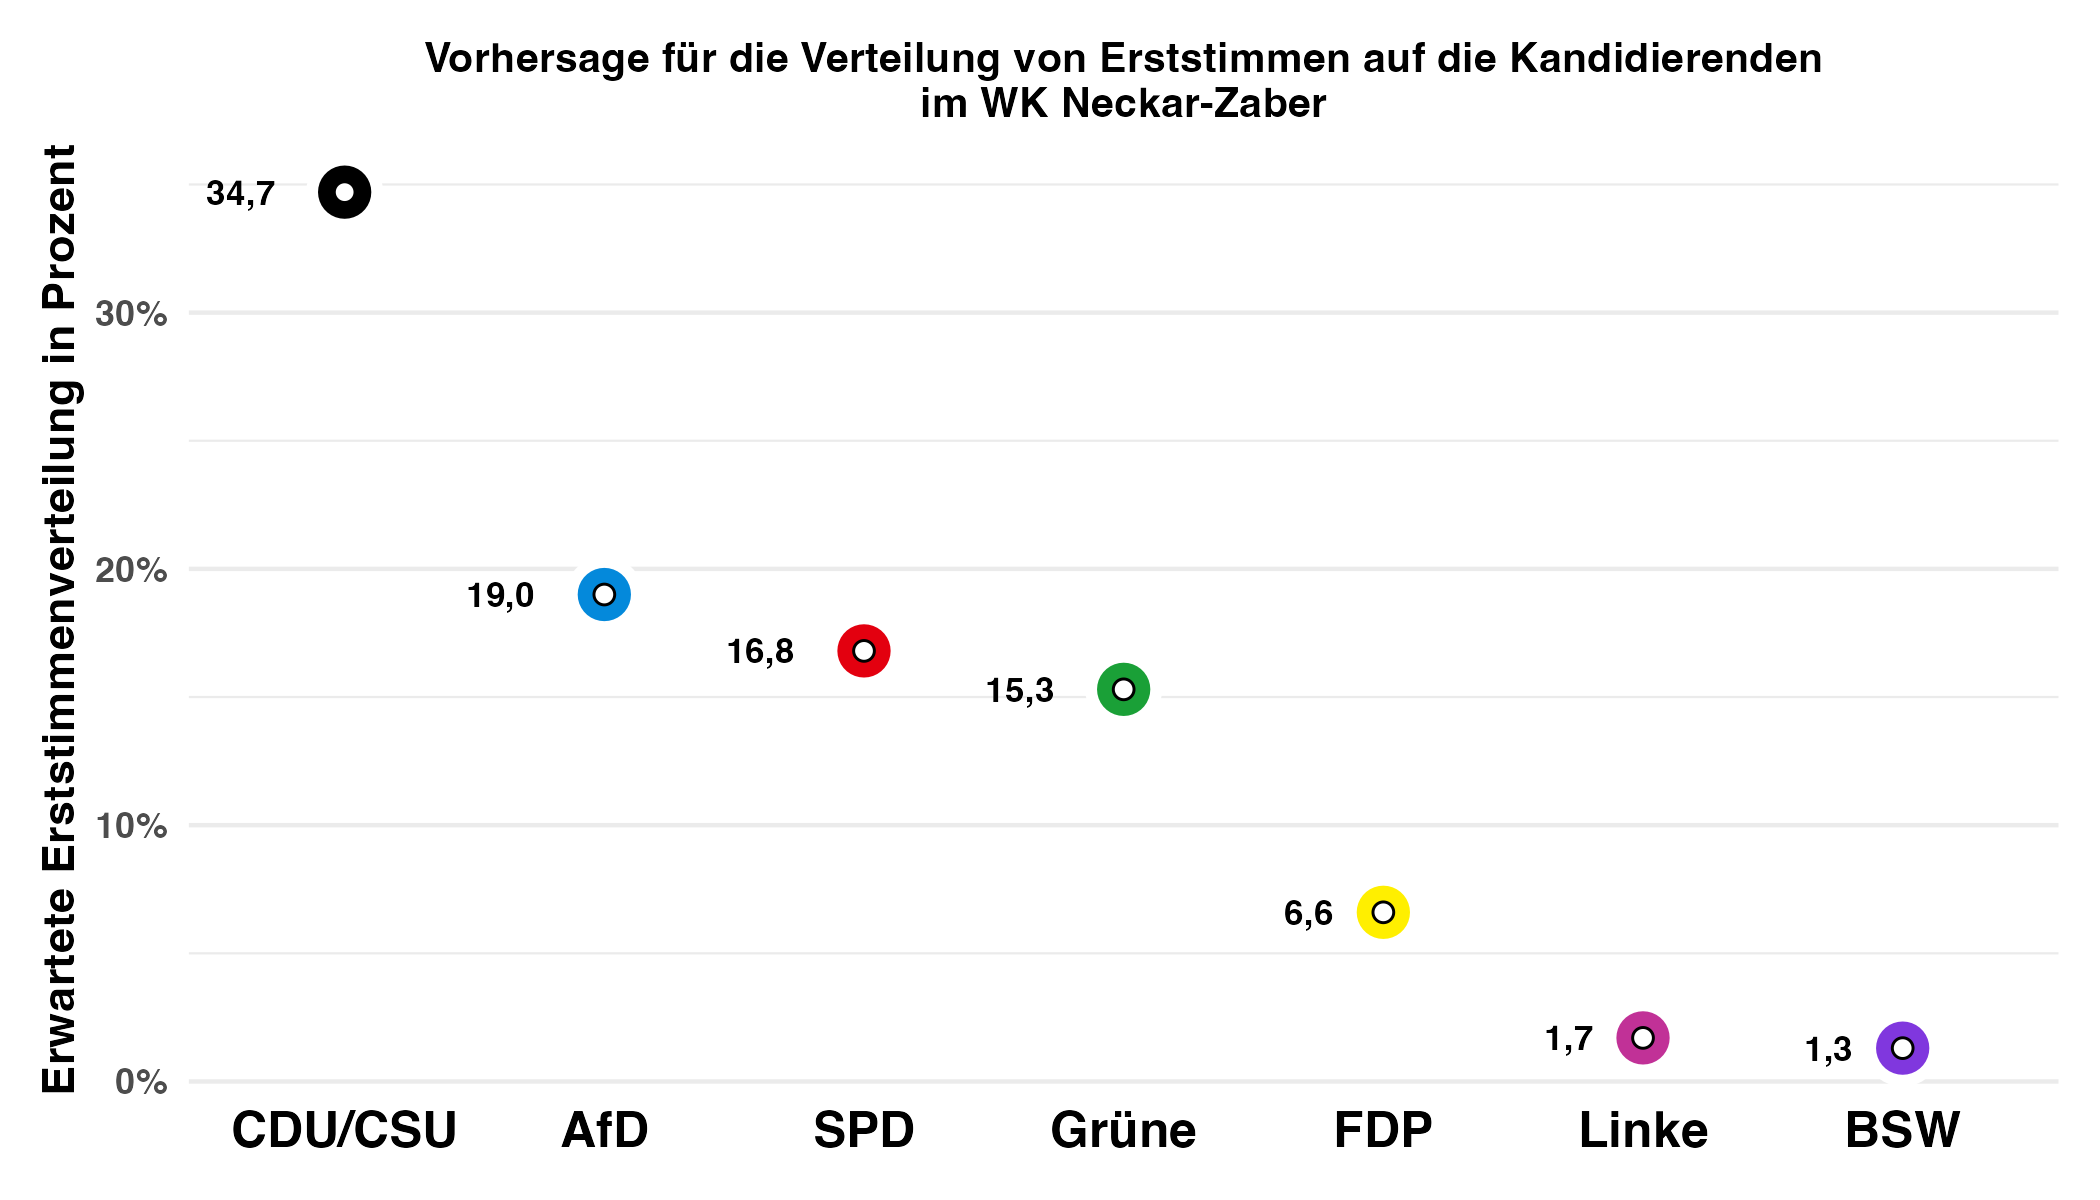 Vorhersage für die Verteilung von Erststimmen auf die Kandidierenden
im WK Neckar-Zaber
Erwartete Erststimmenverteilung in Prozent
34,7
30%
20%
19,0
16,8
15,3
10%
6,6
1,7
1,3
0%
CDU/CSU
AfD
SPD
Grüne
FDP
Linke
BSW